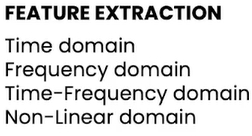 FEATURE EXTRACTION
Time domain
Frequency domain
Time-Frequency domain
Non-Linear domain